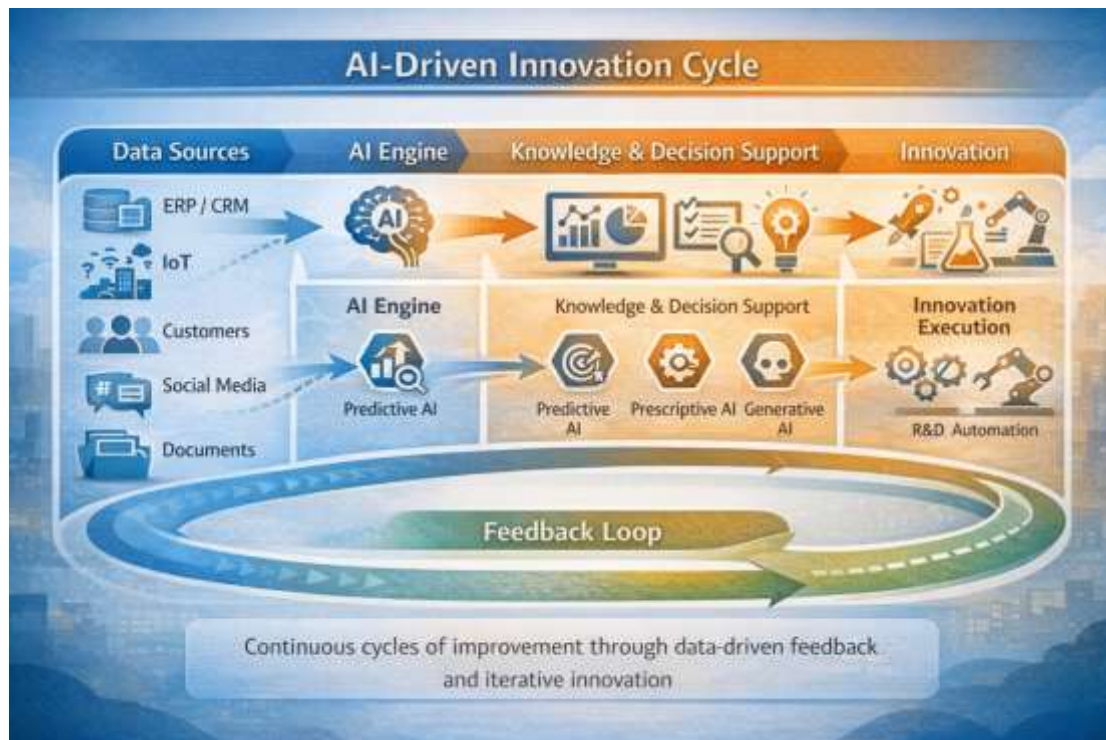 AI-Driven Innovation Cycle
Data Sources
AI Engine
Knowledge & Decision Support
Innovation
ERP / CRM
IoT
Customers
Social Media
Documents
AI
AI Engine
Predictive AI
Knowledge & Decision Support
Predictive
AI
Prescriptive AI
Generative
AI
Innovation
Execution
R&D Automation
Feedback Loop
Continuous cycles of improvement through data-driven feedback
and iterative innovation